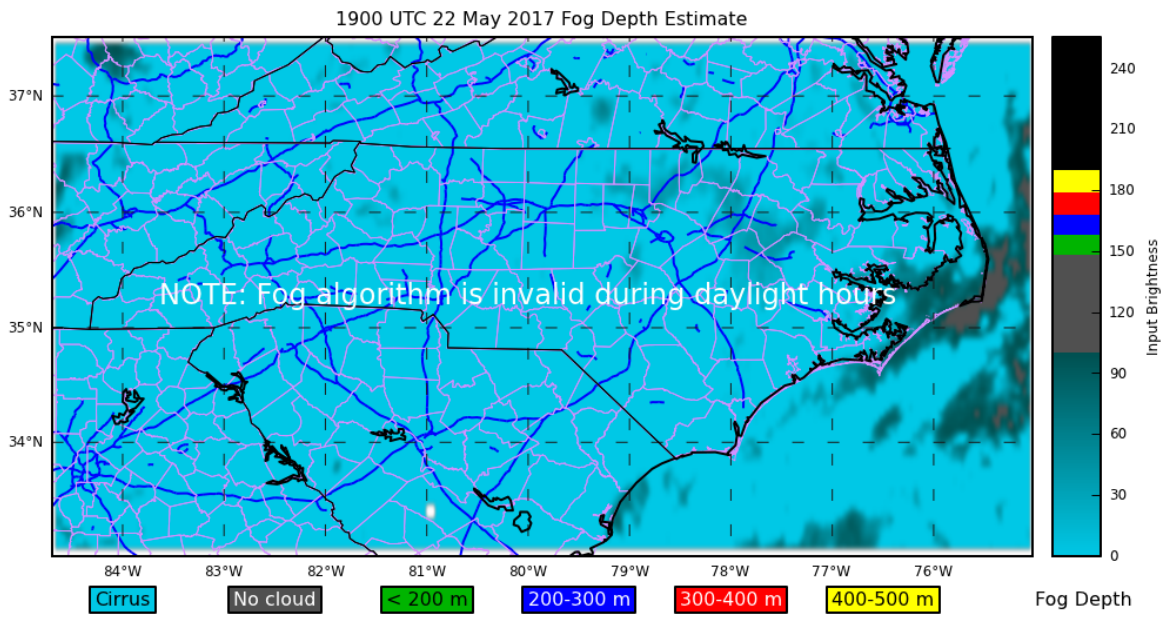 1900 UTC 22 May 2017 Fog Depth Estimate
37°N
36°N
35°N
34°N
NOTE: Fog algorithm is invalid during daylight hours
84°W 83°W 82°W 81°W 80°W 79°W 78°W 77°W 76°W
240
210
180
150
120
90
60
30
0
Input Brightness
Cirrus No cloud < 200 m 200-300 m 300-400 m 400-500 m Fog Depth